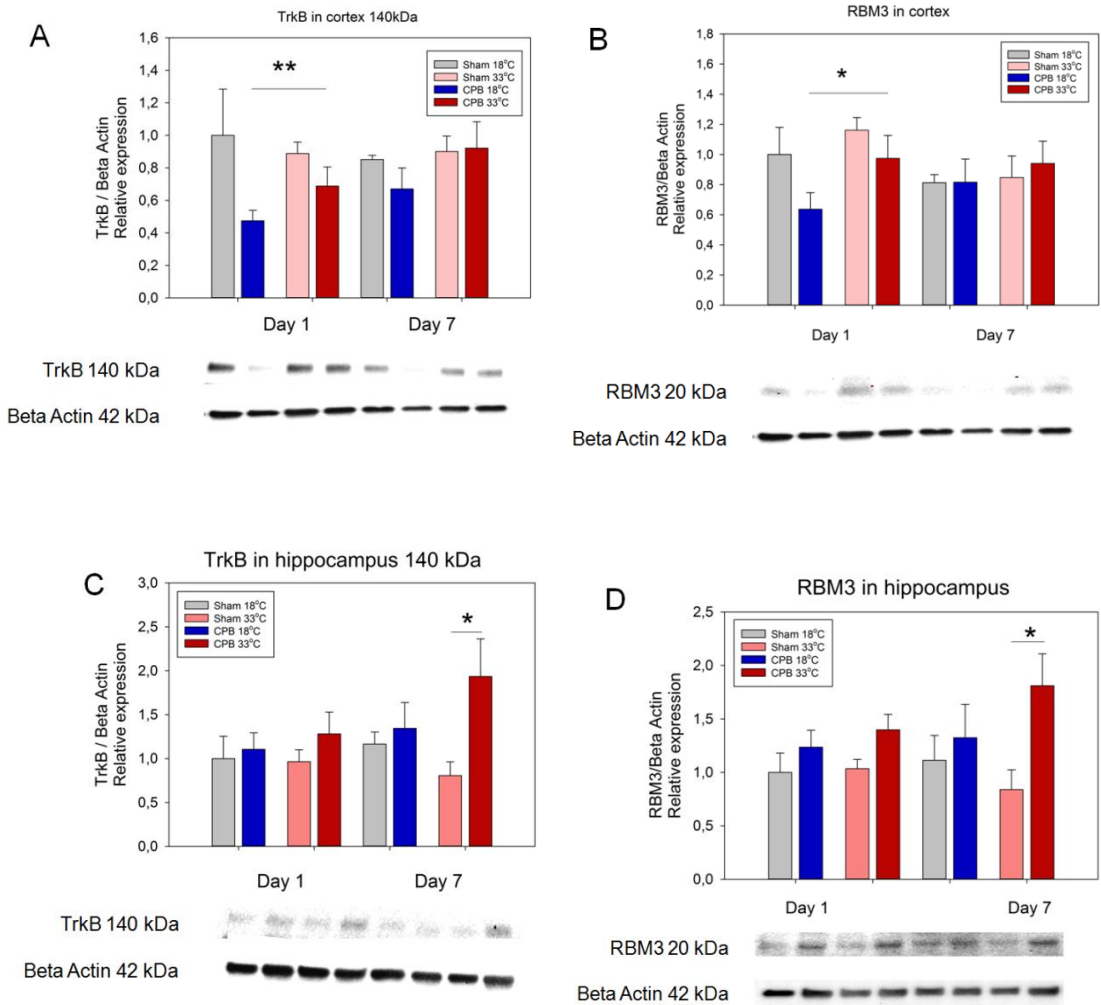 A
TrkB in cortex 140kDa
1,6
1,4
1,2
1,0
0,8
0,6
0,4
0,2
0,0
TrkB / Beta Actin
Relative expression
Sham 18°C
Sham 33°C
CPB 18°C
CPB 33°C
**
Day 1
Day 7
TrkB 140 kDa
Beta Actin 42 kDa
B
RBM3 in cortex
1,8
1,6
1,4
1,2
1,0
0,8
0,6
0,4
0,2
0,0
RBM3/Beta Actin
Relative expression
Sham 18°C
Sham 33°C
CPB 18°C
CPB 33°C
*
Day 1
Day 7
RBM3 20 kDa
Beta Actin 42 kDa
C
TrkB in hippocampus 140 kDa
3,0
2,5
2,0
1,5
1,0
0,5
0,0
TrkB / Beta Actin
Relative expression
Sham 18°C
Sham 33°C
CPB 18°C
CPB 33°C
*
Day 1
Day 7
TrkB 140 kDa
Beta Actin 42 kDa
D
RBM3 in hippocampus
2,5
2,0
1,5
1,0
0,5
0,0
RBM3/Beta Actin
Relative expression
Sham 18°C
Sham 33°C
CPB 18°C
CPB 33°C
*
Day 1
Day 7
RBM3 20 kDa
Beta Actin 42 kDa